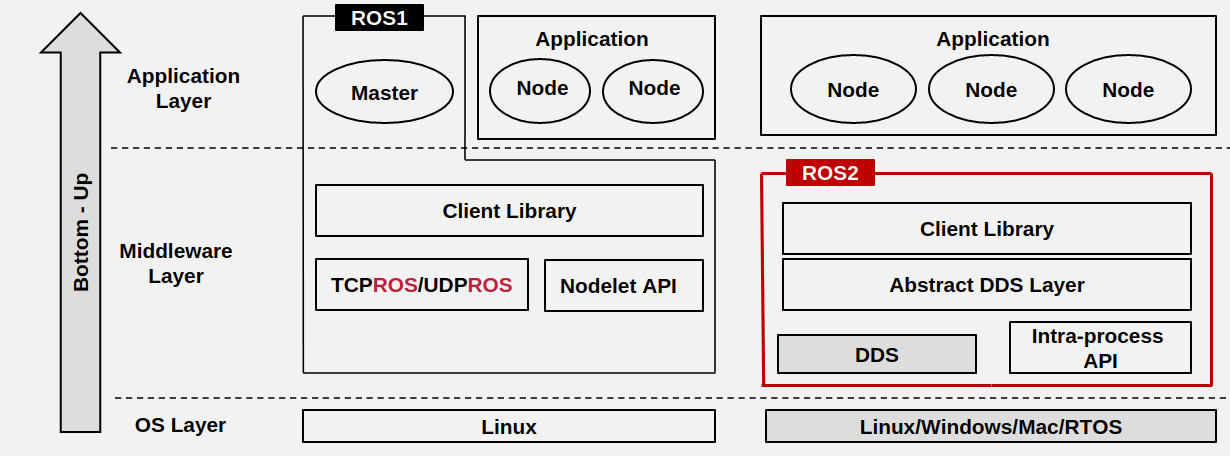 Bottom - Up
Application
Layer
ROS1
Master
Application
Node
Node
Application
Node
Node
Node
Middleware
Layer
Client Library
TCPROS/UDPROS
Nodelet API
ROS2
Client Library
Abstract DDS Layer
DDS
Intra-process
API
OS Layer
Linux
Linux/Windows/Mac/RTOS